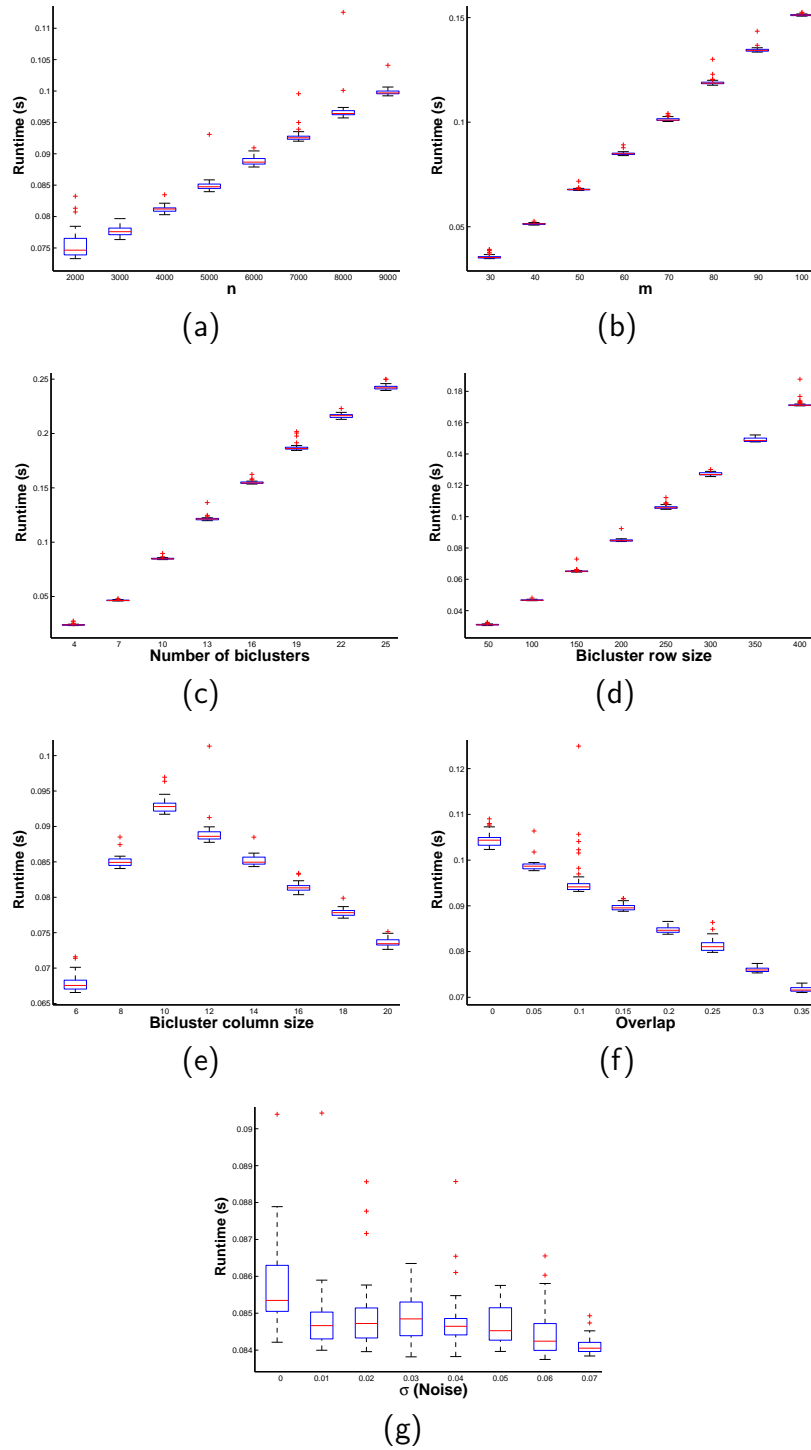 0.11
0.105
0.1
0.095
0.09
0.085
0.08
0.075
Runtime (s)
2000 3000 4000 5000 6000 7000 8000 9000
n
(a)
0.15
0.1
0.05
Runtime (s)
30 40 50 60 70 80 90 100
m
(b)
0.25
0.2
0.15
0.1
0.05
Runtime (s)
4 7 10 13 16 19 22 25
Number of biclusters
(c)
0.18
0.16
0.14
0.12
0.1
0.08
0.06
0.04
Runtime (s)
50 100 150 200 250 300 350 400
Bicluster row size
(d)
0.1
0.095
0.09
0.085
0.08
0.075
0.07
0.065
Runtime (s)
6 8 10 12 14 16 18 20
Bicluster column size
(e)
0.12
0.11
0.1
0.09
0.08
0.07
Runtime (s)
0 0.05 0.1 0.15 0.2 0.25 0.3 0.35
Overlap
(f)
0.09
0.089
0.088
0.087
0.086
0.085
0.084
Runtime (s)
0 0.01 0.02 0.03 0.04 0.05 0.06 0.07
σ (Noise)
(g)